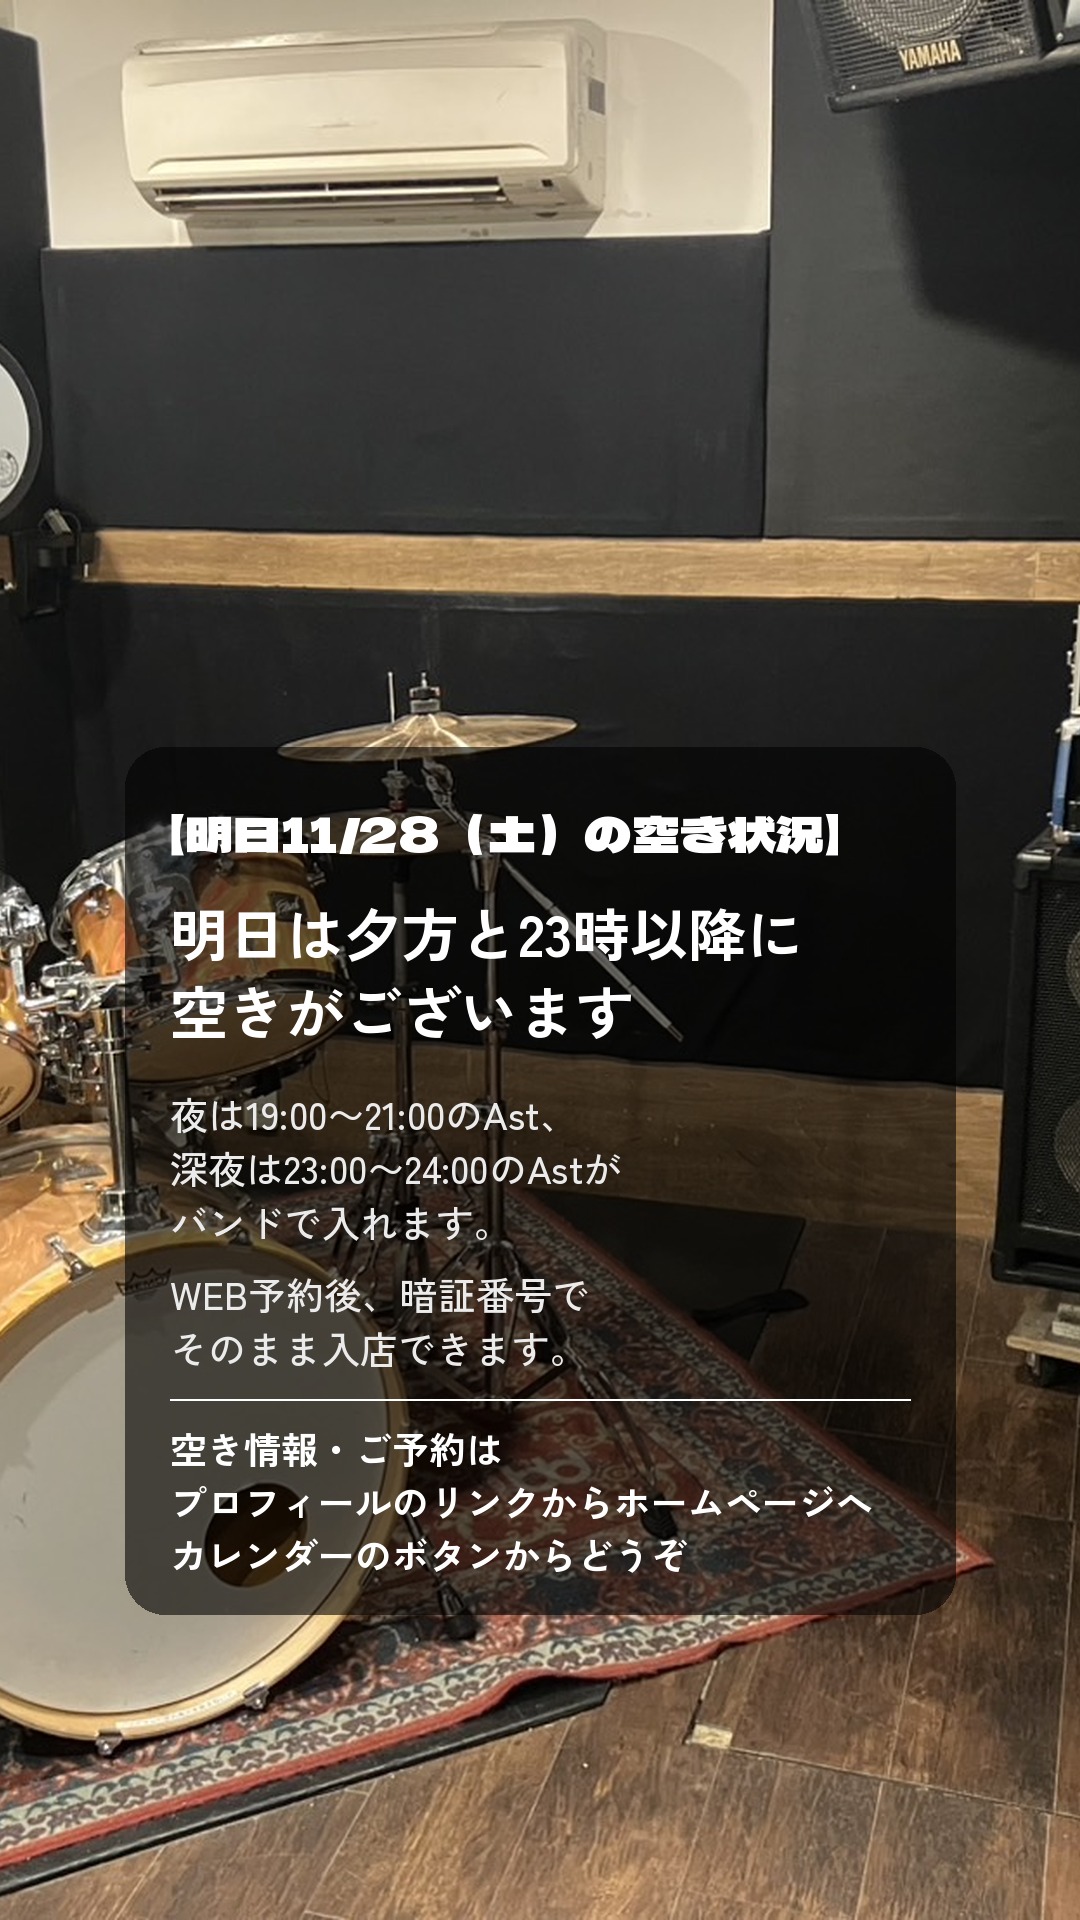 YAMAHA
【明日11/28（土）の空き状況】
明日は夕方と23時以降に
空きがございます
夜は19:00〜21:00のAst、
深夜は23:00〜24:00のAstが
バンドで入れます。
WEB予約後、暗証番号で
そのまま入店できます。
REMO
空き情報・ご予約は
プロフィールのリンクからホームページへ
カレンダーのボタンからどうぞ